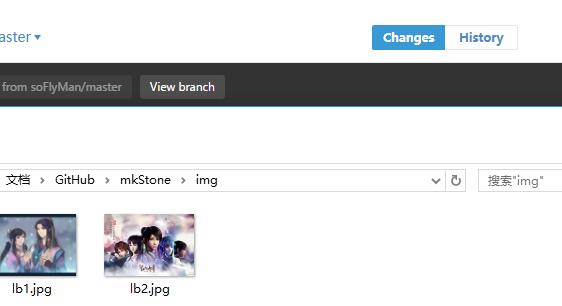 aster
Changes
History
from soFlyMan/master
View branch
文档 > GitHub > mkStone > img
搜索"img"
lb1.jpg
lb2.jpg